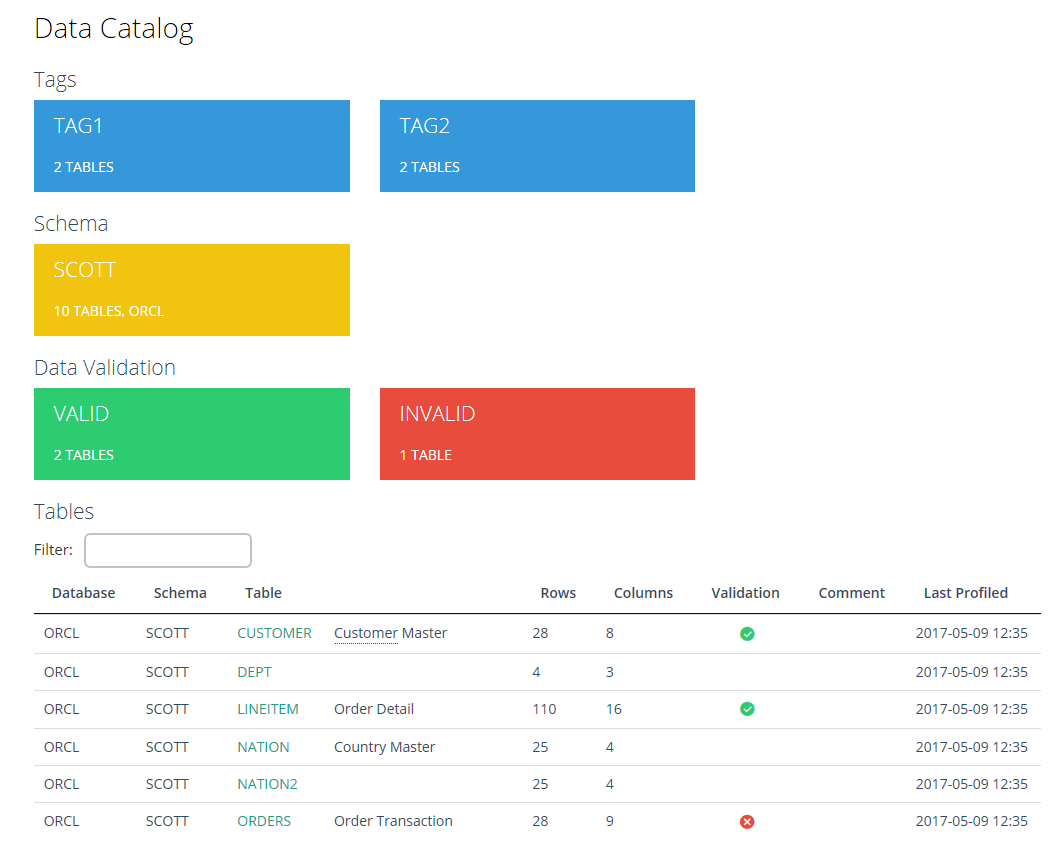 Data Catalog
Tags
TAG1 TAG2
2 TABLES 2 TABLES
Schema
SCOTT
10 TABLES, ORCL
Data Validation
VALID INVALID
2 TABLES 1 TABLE
Tables
Filter:
Database Schema Table Rows Columns Validation Comment Last Profiled
ORCL SCOTT CUSTOMER Customer Master 28 8 2017-05-09 12:35
ORCL SCOTT DEPT 4 3 2017-05-09 12:35
ORCL SCOTT LINEITEM Order Detail 110 16 2017-05-09 12:35
ORCL SCOTT NATION Country Master 25 4 2017-05-09 12:35
ORCL SCOTT NATION2 25 4 2017-05-09 12:35
ORCL SCOTT ORDERS Order Transaction 28 9 2017-05-09 12:35